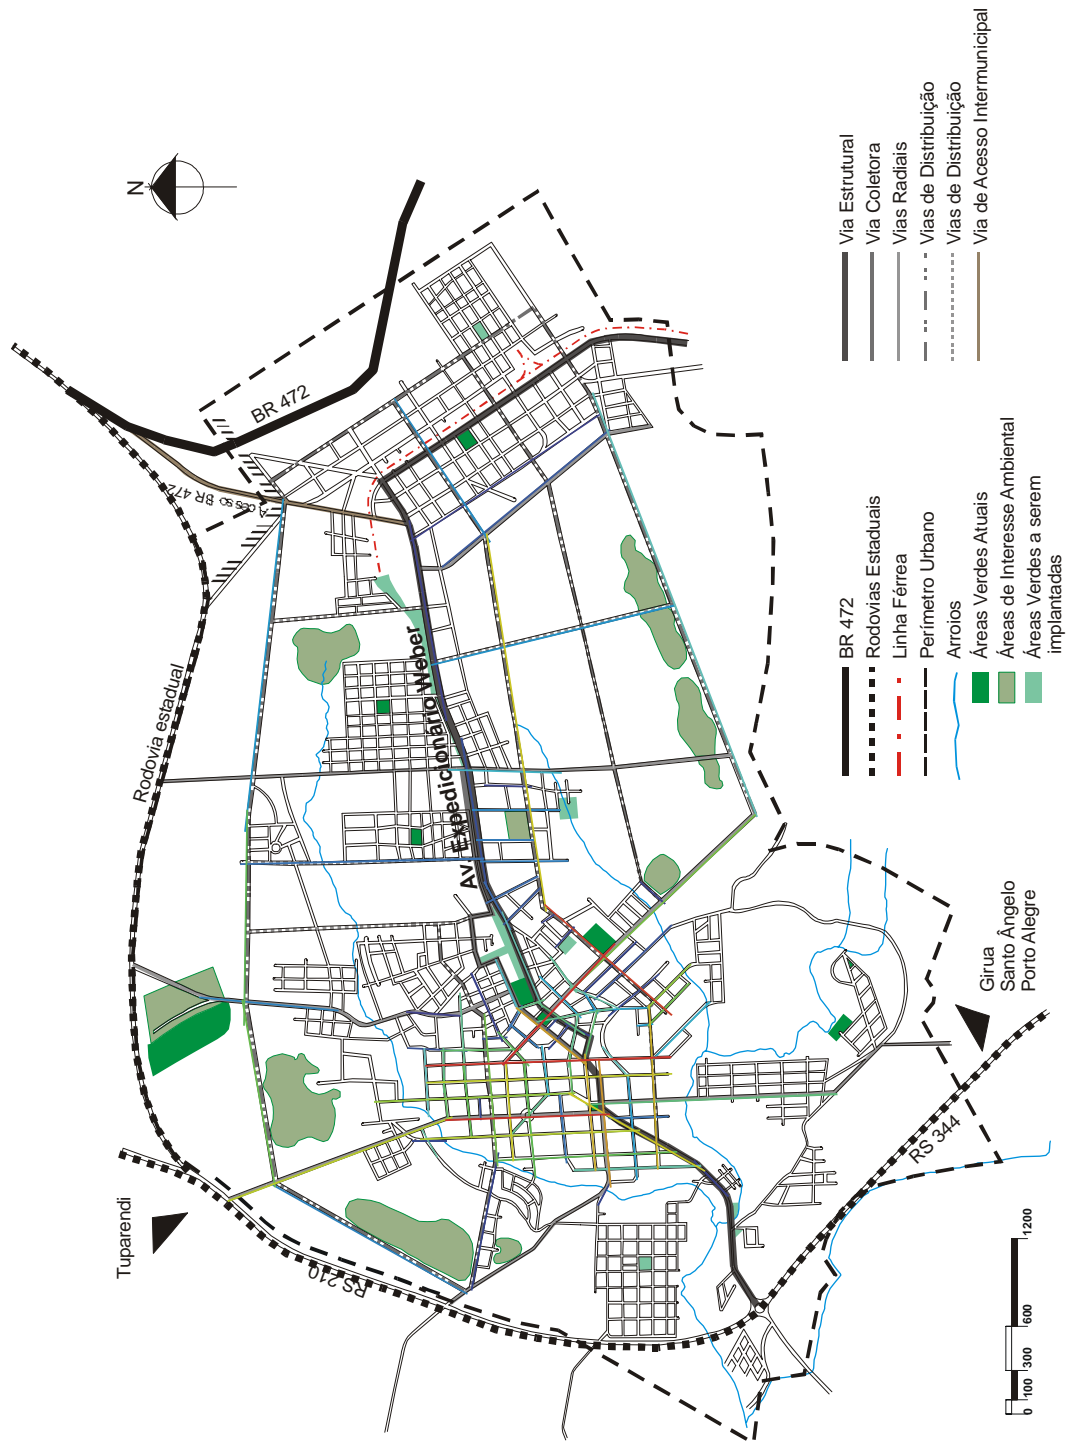 N
BR 472
Acesso BR 472
Rodovia estadual
Av. Expedicionário Weber
Tuparendi
RS 210
RS 344
Girua
Santo Ângelo
Porto Alegre
BR 472
Rodovias Estaduais
Linha Férrea
Perímetro Urbano
Arroios
Áreas Verdes Atuais
Áreas de Interesse Ambiental
Áreas Verdes a serem
implantadas
Via Estrutural
Via Coletora
Vias Radiais
Vias de Distribuição
Vias de Distribuição
Via de Acesso Intermunicipal
0 100 300 600 1200